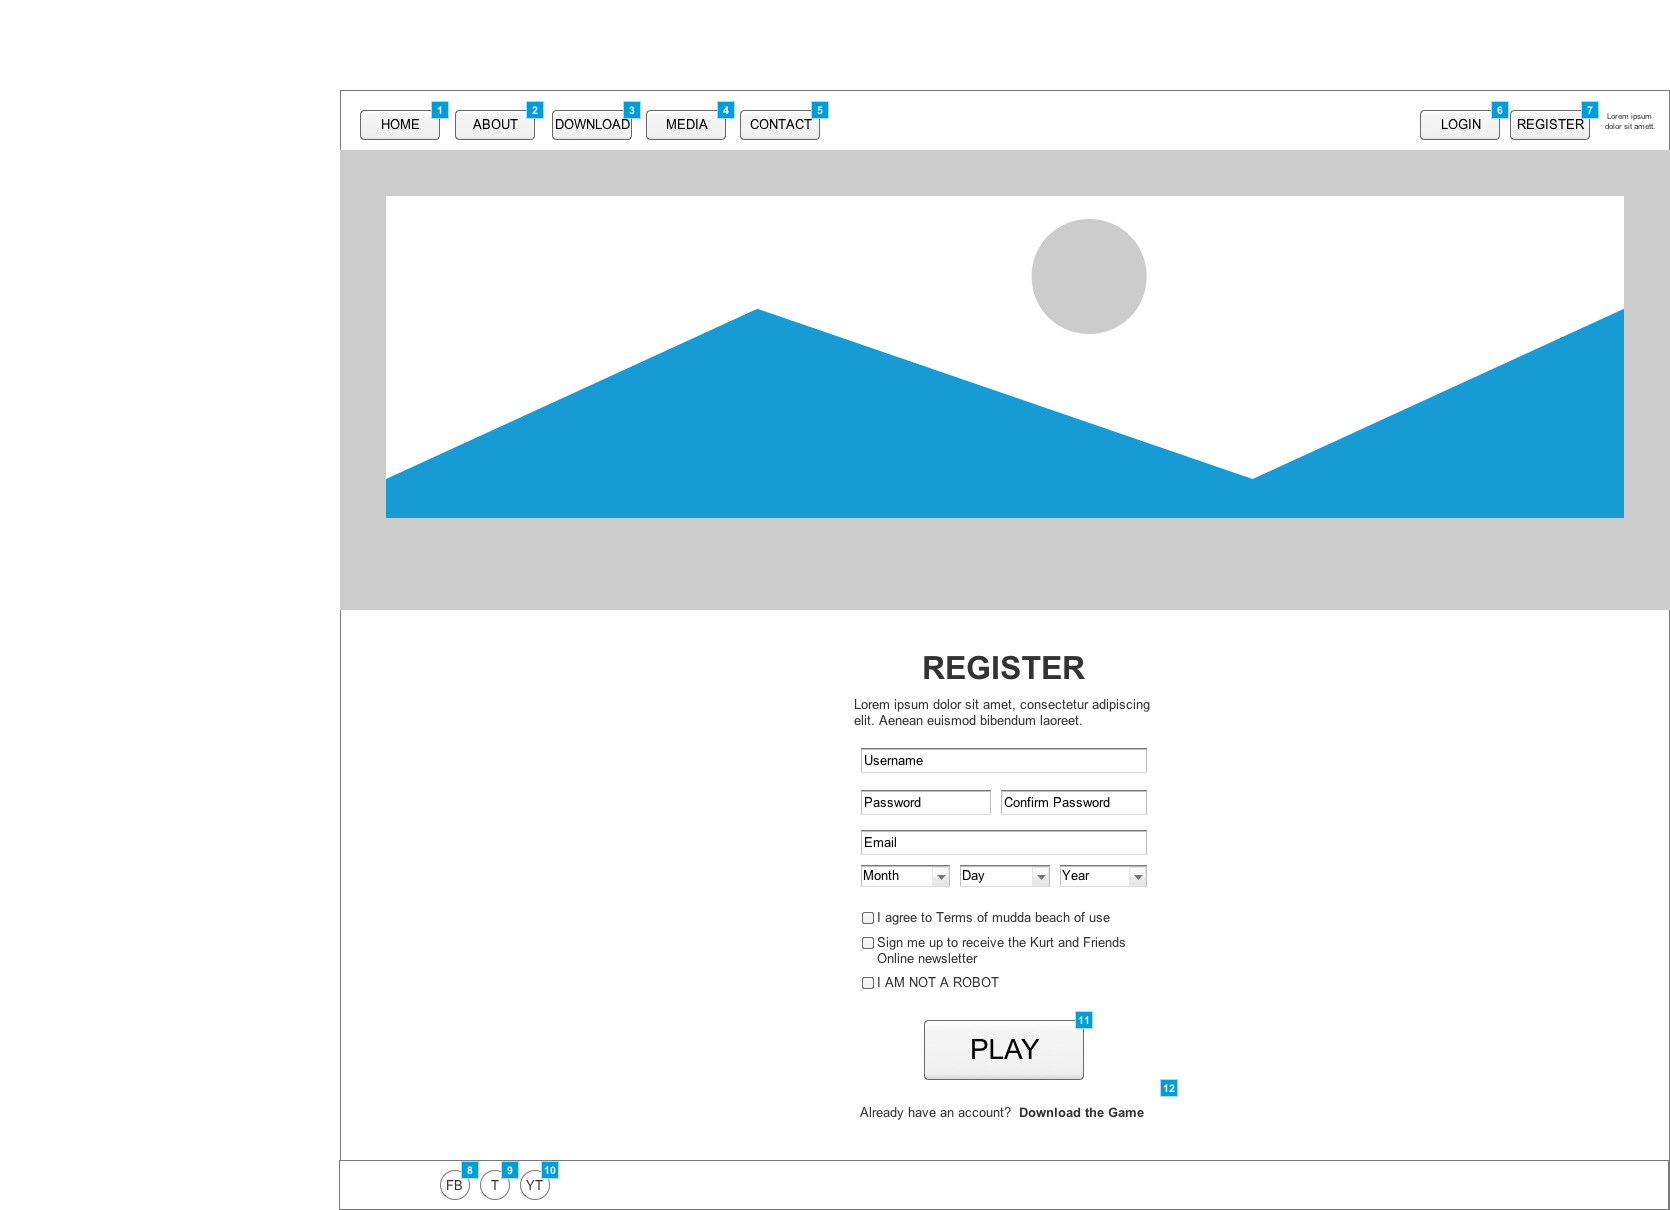 HOME 1
ABOUT 2
DOWNLOAD 3
MEDIA 4
CONTACT 5
LOGIN 6
REGISTER 7
Lorem ipsum
dolor sit amett.
REGISTER
Lorem ipsum dolor sit amet, consectetur adipiscing
elit. Aenean euismod bibendum laoreet.
Username
Password Confirm Password
Email
Month Day Year
I agree to Terms of mudda beach of use
Sign me up to receive the Kurt and Friends
Online newsletter
I AM NOT A ROBOT
PLAY 11
12
Already have an account? Download the Game
FB 8
T 9
YT 10